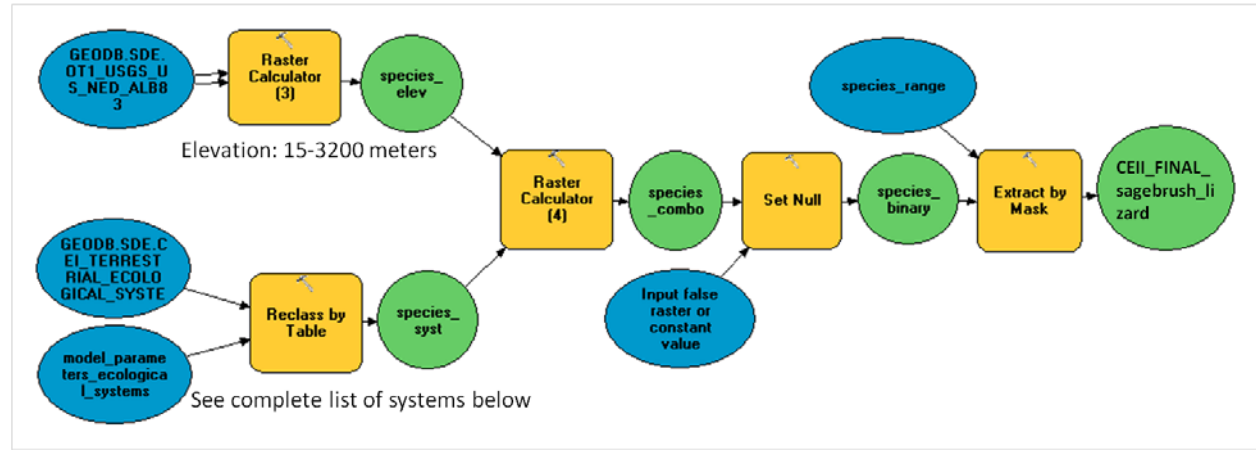 GEODB.SDE.
OT1_USGS_U
S_NED_ALB8
3
Raster
Calculator
(3)
species_
elev
Elevation: 15-3200 meters
species_range
Raster
Calculator
(4)
species
_combo
Set Null
species_
binary
Extract by
Mask
CEII_FINAL_
sagebrush_li
zard
GEODB.SDE.C
EI_TERREST
RIAL_ECOLO
GICAL_SYSTE
Reclass by
Table
species_
syst
Input false
raster or
constant
value
model_parame
ters_ecologica
l_systems
See complete list of systems below